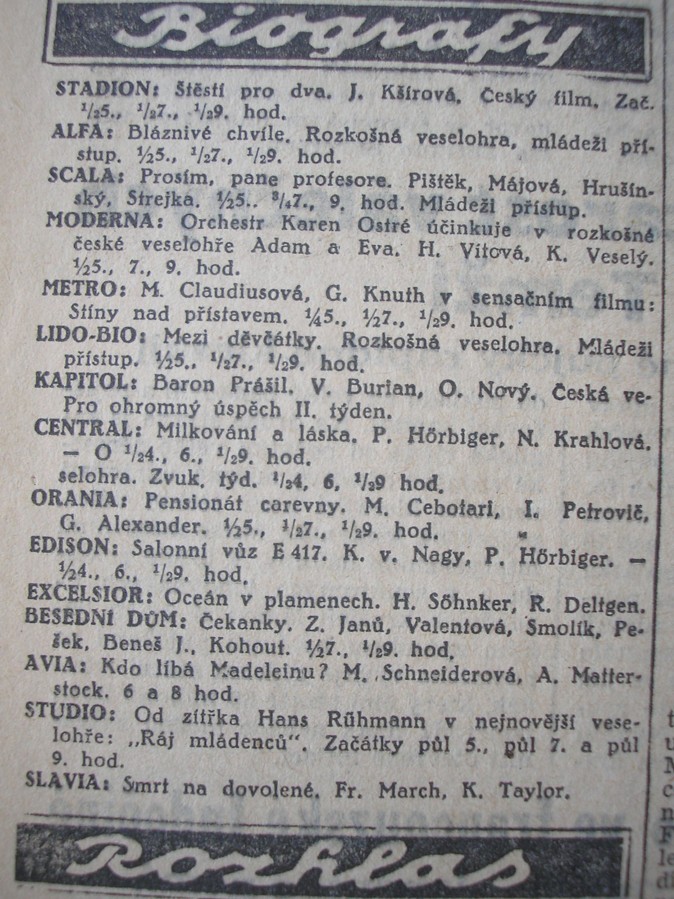 Biografy
STADION: Štěstí pro dva. J. Kšírová. Český film. Zač.
½5., ½7., ½9. hod.
ALFA: Bláznivé chvíle. Rozkošná veselohra, mládeži pří-
stup. ½5., ½7., ½9. hod.
SCALA: Prosím, pane profesore. Pištěk, Májová, Hrušín-
ský, Strejka. ½5.. ¾7., 9. hod. Mládeži přístup.
MODERNA: Orchestr Karen Ostré účinkuje v rozkošné
české veselohře Adam a Eva. H. Vítová, K. Veselý.
½5., 7., 9. hod.
METRO: M. Claudiusová, G. Knuth v sensačním filmu:
Stíny nad přístavem. ¼5., ½7., ½9. hod.
LIDO-BIO: Mezi děvčátky. Rozkošná veselohra. Mládeži
přístup. ½5., ½7., ½9. hod.
KAPITOL: Baron Prášil. V. Burian, O. Nový. Česká ve-
Pro ohromný úspěch II. týden.
CENTRAL: Milkování a láska. P. Hörbiger, N. Krahlová.
— O ½4., 6., ½9. hod.
selohra. Zvuk. týd. ½4, 6, ½9 hod.
ORANIA: Pensionát carevny. M. Cebotari, I. Petrovič,
G. Alexander. ½5., ½7., ½9. hod.
EDISON: Salonní vůz E 417. K. v. Nagy, P. Hörbiger. —
½4., 6., ½9. hod.
EXCELSIOR: Oceán v plamenech. H. Söhnker, R. Deltgen.
BESEDNÍ DŮM: Čekanky. Z. Janů, Valentová, Smolík, Pe-
šek, Beneš J., Kohout. ½7., ½9. hod.
AVIA: Kdo líbá Madeleinu? M. Schneiderová, A. Matter-
stock. 6 a 8 hod.
STUDIO: Od zítřka Hans Rühmann v nejnovější vese-
lohře: „Ráj mládenců“. Začátky půl 5., půl 7. a půl
9. hod.
SLAVIA: Smrt na dovolené. Fr. March, K. Taylor.
Rozhlas